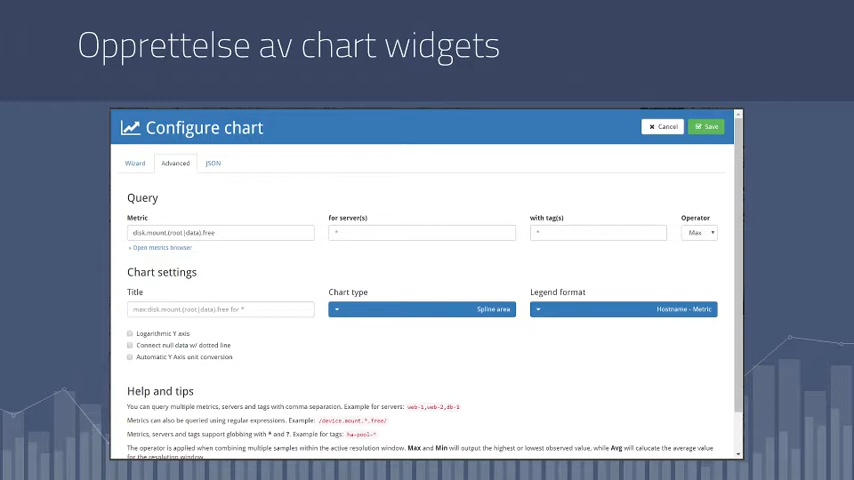 Opprettelse av chart widgets
Configure chart
Cancel
Save
Wizard
Advanced
JSON
Query
Metric
for server(s)
with tag(s)
Operator
disk.mount.(root|data).free
*
*
Max
» Open metrics browser
Chart settings
Title
Chart type
Legend format
max:disk.mount.(root|data).free for *
Spline area
Hostname - Metric
Logarithmic Y axis
Connect null data w/ dotted line
Automatic Y Axis unit conversion
Help and tips
You can query multiple metrics, servers and tags with comma separation. Example for servers: web-1,web-2,db-1
Metrics can also be queried using regular expressions. Example: /device.mount.*.free/
Metrics, servers and tags support globbing with * and ?. Example for tags: ha-pool-*
The operator is applied when combining multiple samples within the active resolution window. Max and Min will output the highest or lowest observed value, while Avg will calucate the average value
for the resolution window.